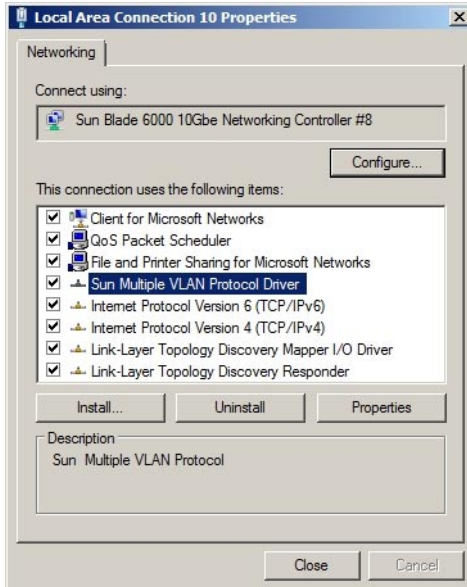 Local Area Connection 10 Properties
Networking
Connect using:
Sun Blade 6000 10Gbe Networking Controller #8
Configure...
This connection uses the following items:
Client for Microsoft Networks
QoS Packet Scheduler
File and Printer Sharing for Microsoft Networks
Sun Multiple VLAN Protocol Driver
Internet Protocol Version 6 (TCP/IPv6)
Internet Protocol Version 4 (TCP/IPv4)
Link-Layer Topology Discovery Mapper I/O Driver
Link-Layer Topology Discovery Responder
Install... Uninstall Properties
Description
Sun Multiple VLAN Protocol
Close Cancel